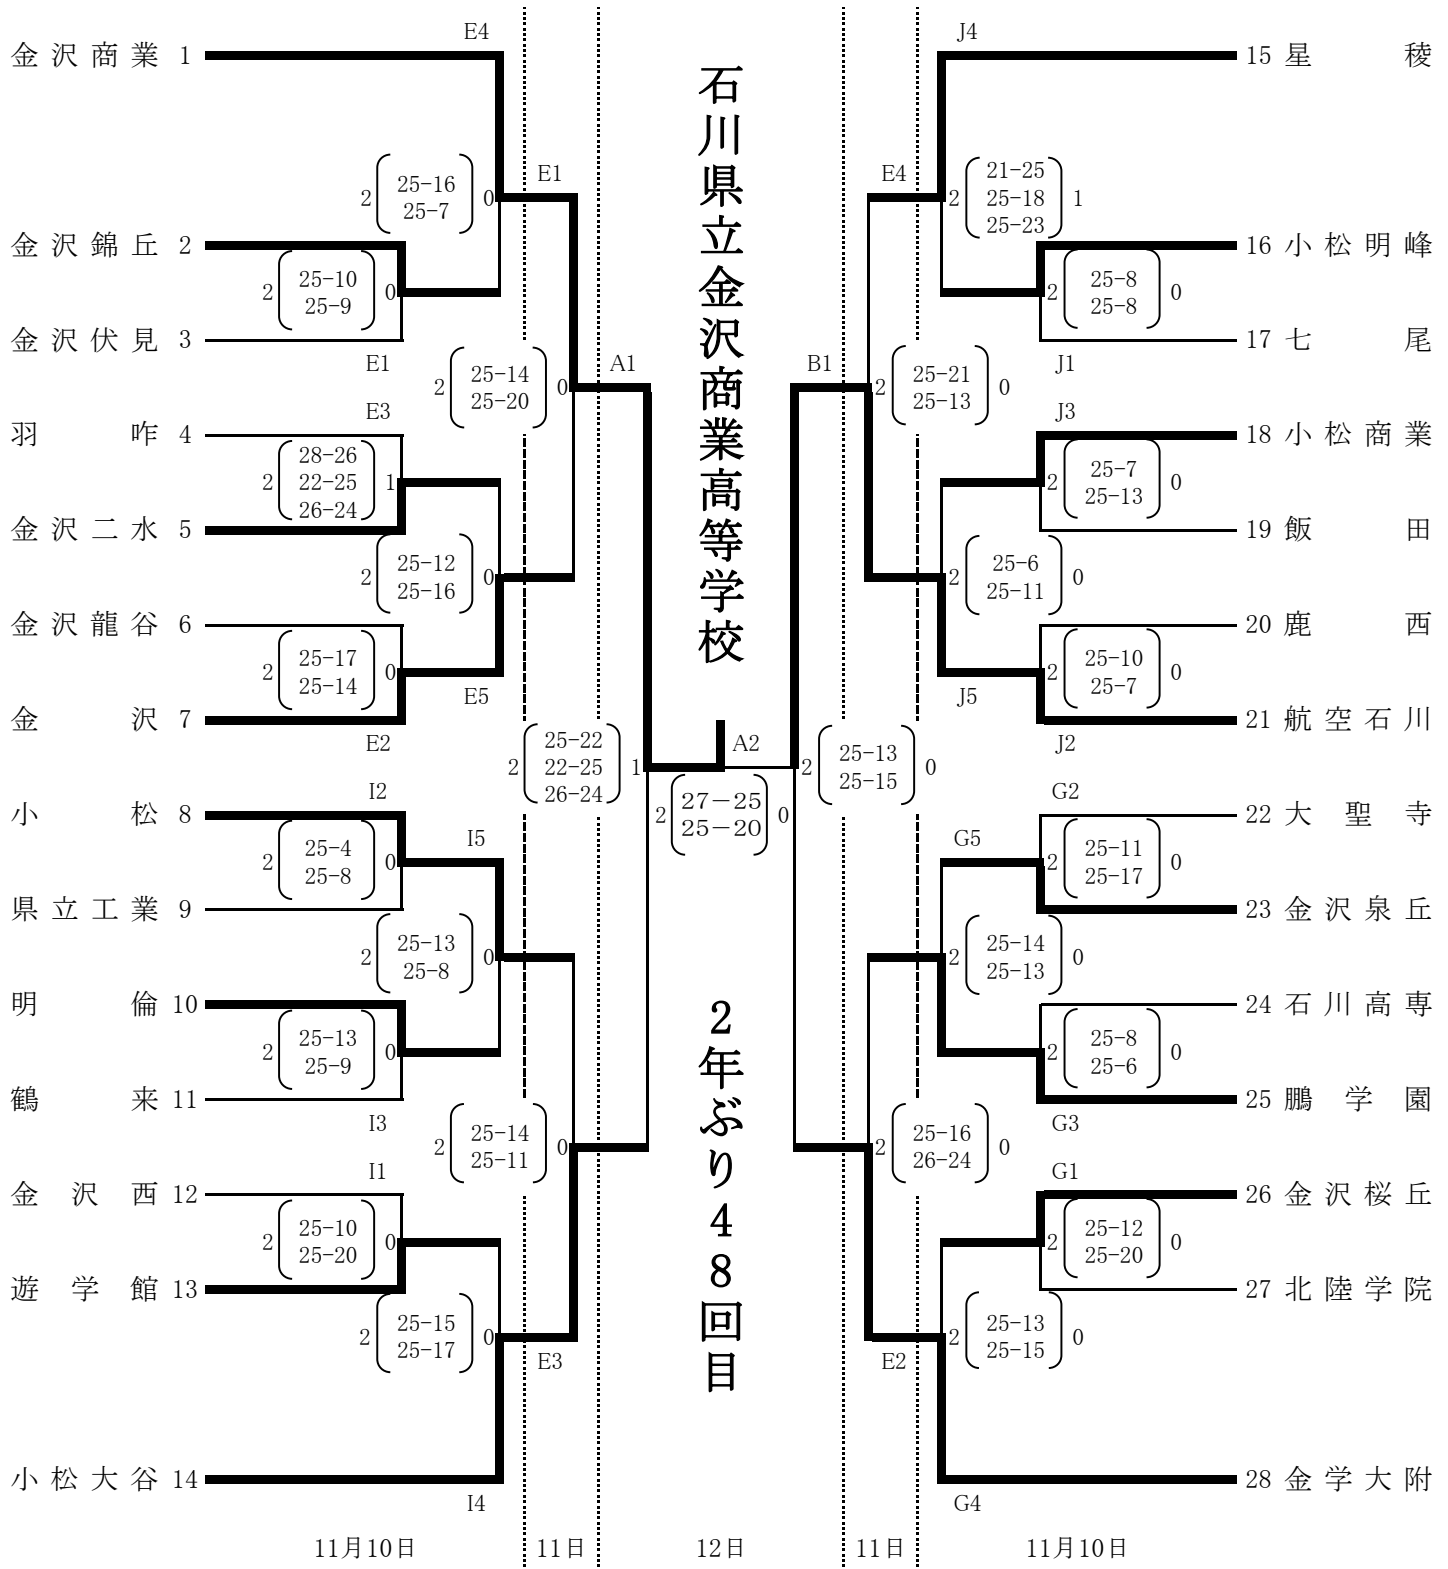 E4
J4
金沢商業 1
15 星稜
E1
E4
2 25-16 0
25-7
2 21-25 1
25-18
25-23
金沢錦丘 2
16 小松明峰
2 25-10 0
25-9
2 25-8 0
25-8
金沢伏見 3
17 七尾
E1
J1
2 25-14 0
25-20
A1
B1
2 25-21 0
25-13
E3
J3
羽咋 4
18 小松商業
2 28-26 1
22-25
26-24
2 25-7 0
25-13
金沢二水 5
19 飯田
2 25-12 0
25-16
2 25-6 0
25-11
金沢龍谷 6
20 鹿西
2 25-17 0
25-14
2 25-10 0
25-7
E5
J5
金沢 7
21 航空石川
E2
J2
石川県立金沢商業高等学校
2 25-22 1
22-25
26-24
A2
2 27-25 0
25-20
2 25-13 0
25-15
I2
G2
小松 8
22 大聖寺
I5
G5
2 25-4 0
25-8
2 25-11 0
25-17
県立工業 9
23 金沢泉丘
2 25-13 0
25-8
2 25-14 0
25-13
明倫 10
24 石川高専
2 25-13 0
25-9
2 25-8 0
25-6
鶴来 11
25 鵬学園
I3
G3
2 25-14 0
25-11
2 25-16 0
26-24
2年ぶり48回目
I1
G1
金沢西 12
26 金沢桜丘
2 25-10 0
25-20
2 25-12 0
25-20
遊学館 13
27 北陸学院
2 25-15 0
25-17
2 25-13 0
25-15
E3
E2
小松大谷 14
28 金学大附
I4
G4
11月10日 11日 12日 11日 11月10日